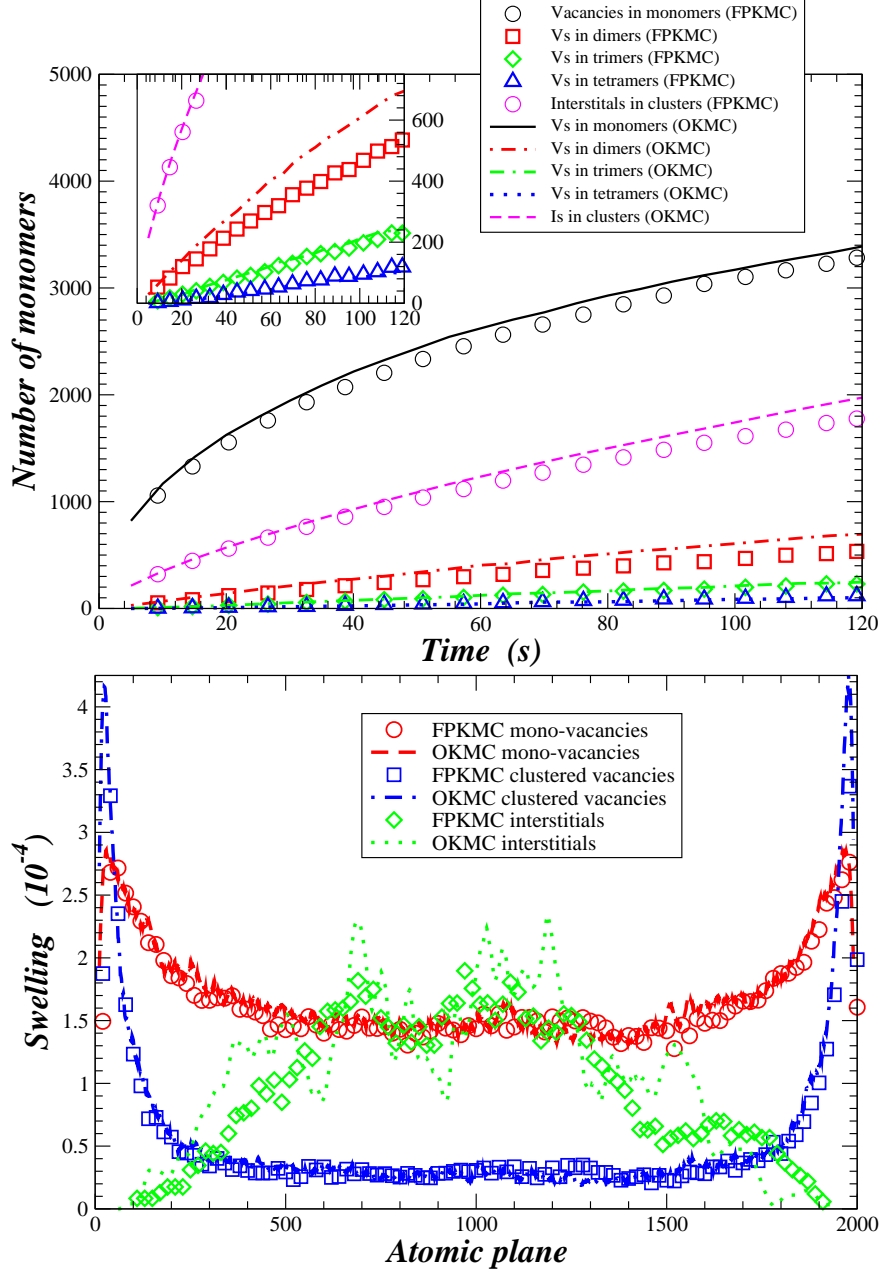 Vacancies in monomers (FPKMC)
Vs in dimers (FPKMC)
Vs in trimers (FPKMC)
Vs in tetramers (FPKMC)
Interstitals in clusters (FPKMC)
Vs in monomers (OKMC)
Vs in dimers (OKMC)
Vs in trimers (OKMC)
Vs in tetramers (OKMC)
Is in clusters (OKMC)
Number of monomers
5000
4000
3000
2000
1000
0
600
400
200
0
0 20 40 60 80 100 120
0 20 40 60 80 100 120
Time (s)
Swelling (10^-4)
4
3.5
3
2.5
2
1.5
1
0.5
0
FPKMC mono-vacancies
OKMC mono-vacancies
FPKMC clustered vacancies
OKMC clustered vacancies
FPKMC interstitials
OKMC interstitials
0 500 1000 1500 2000
Atomic plane